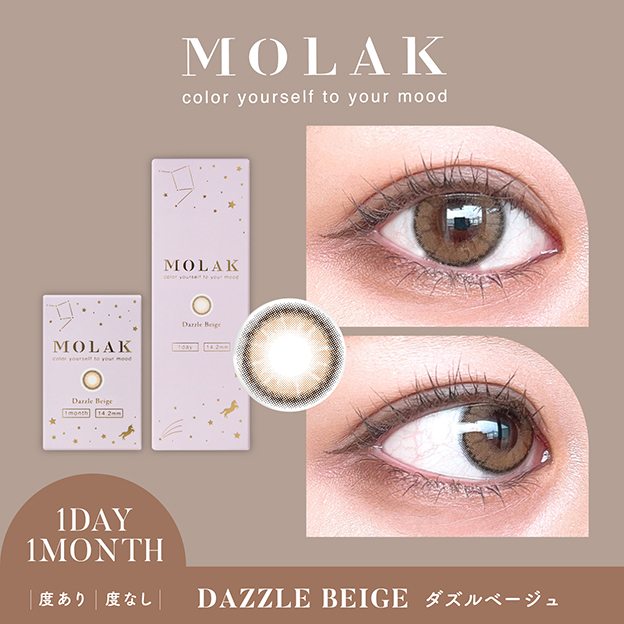 MOLAK
color yourself to your mood
MOLAK
color yourself to your mood
Dazzle Beige
1day 14.2mm
MOLAK
color yourself to your mood
Dazzle Beige
1month 14.2mm
1DAY
1MONTH
度あり 度なし
DAZZLE BEIGE ダズルベージュ